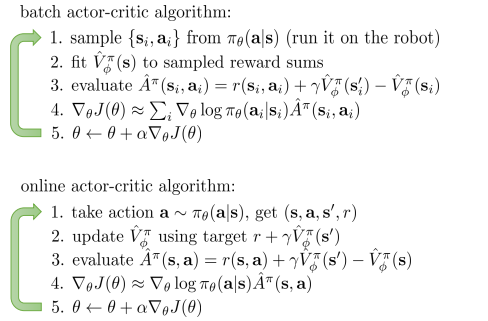 batch actor-critic algorithm:
1. sample {𝐬ᵢ, 𝐚ᵢ} from π_θ(𝐚|𝐬) (run it on the robot)
2. fit V̂^π_ϕ(𝐬) to sampled reward sums
3. evaluate Â^π(𝐬ᵢ, 𝐚ᵢ) = r(𝐬ᵢ, 𝐚ᵢ) + γV̂^π_ϕ(𝐬′ᵢ) − V̂^π_ϕ(𝐬ᵢ)
4. ∇_θJ(θ) ≈ ∑ᵢ ∇_θ log π_θ(𝐚ᵢ|𝐬ᵢ)Â^π(𝐬ᵢ, 𝐚ᵢ)
5. θ ← θ + α∇_θJ(θ)
online actor-critic algorithm:
1. take action 𝐚 ∼ π_θ(𝐚|𝐬), get (𝐬, 𝐚, 𝐬′, r)
2. update V̂^π_ϕ using target r + γV̂^π_ϕ(𝐬′)
3. evaluate Â^π(𝐬, 𝐚) = r(𝐬, 𝐚) + γV̂^π_ϕ(𝐬′) − V̂^π_ϕ(𝐬)
4. ∇_θJ(θ) ≈ ∇_θ log π_θ(𝐚|𝐬)Â^π(𝐬, 𝐚)
5. θ ← θ + α∇_θJ(θ)